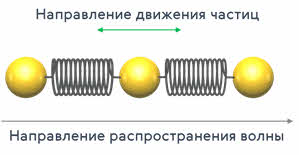 Направление движения частиц
Направление распространения волны